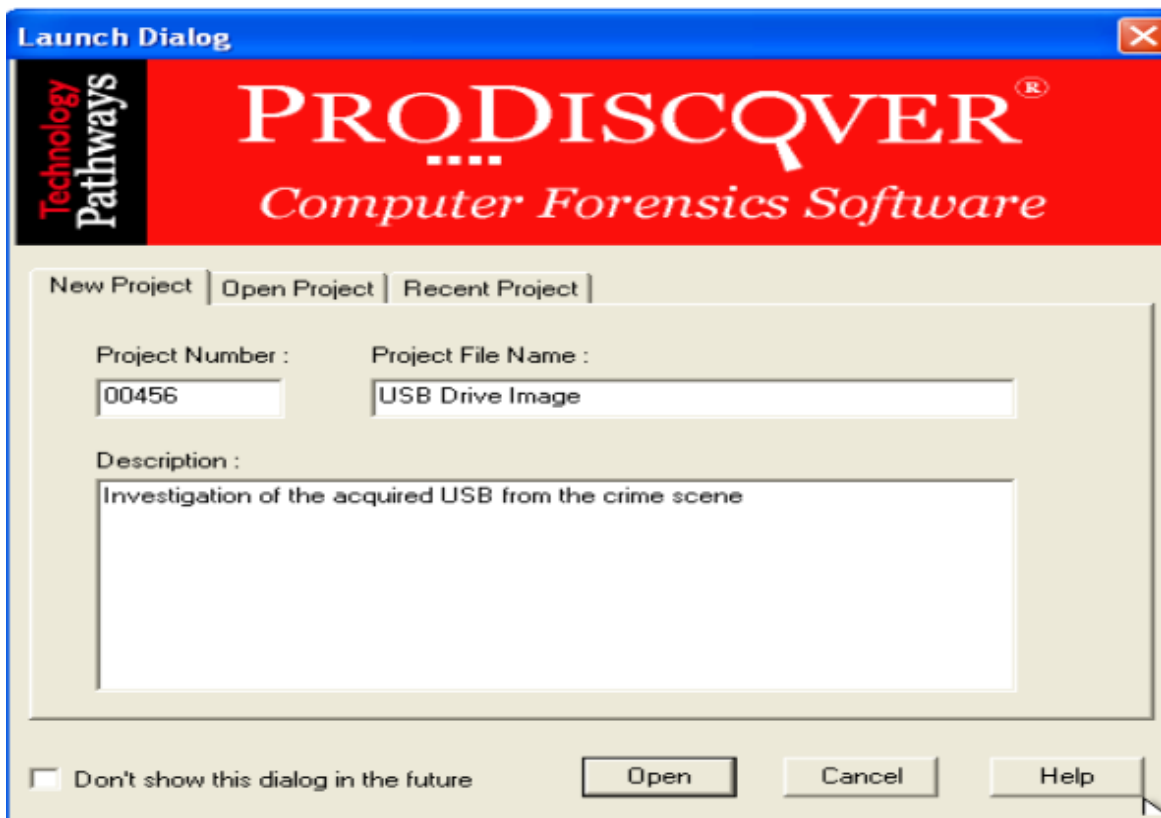 Launch Dialog
Technology
Pathways
PRODISCOVER®
Computer Forensics Software
New Project
Open Project
Recent Project
Project Number :
Project File Name :
00456
USB Drive Image
Description :
Investigation of the acquired USB from the crime scene
Don't show this dialog in the future
Open
Cancel
Help